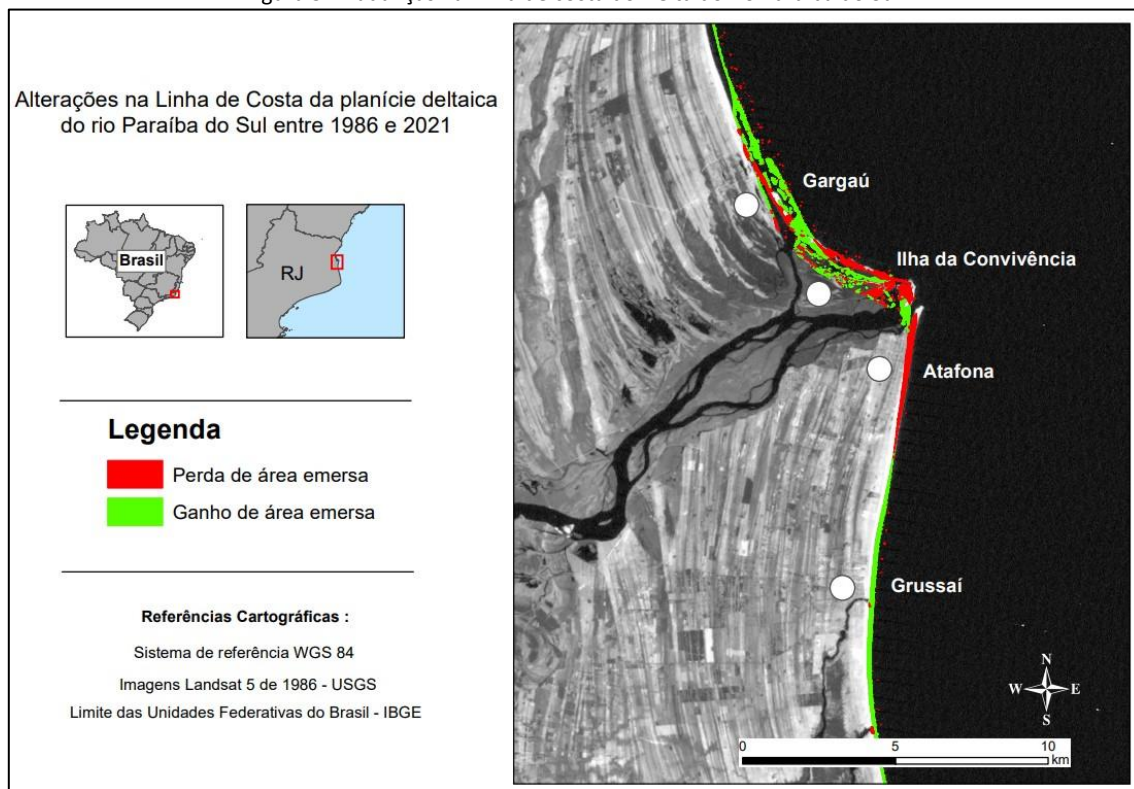 Alterações na Linha de Costa da planície deltaica
do rio Paraíba do Sul entre 1986 e 2021
Brasil
RJ
Legenda
Perda de área emersa
Ganho de área emersa
Referências Cartográficas :
Sistema de referência WGS 84
Imagens Landsat 5 de 1986 - USGS
Limite das Unidades Federativas do Brasil - IBGE
Gargaú
Ilha da Convivência
Atafona
Grussaí
N
W E
S
0 5 10
km